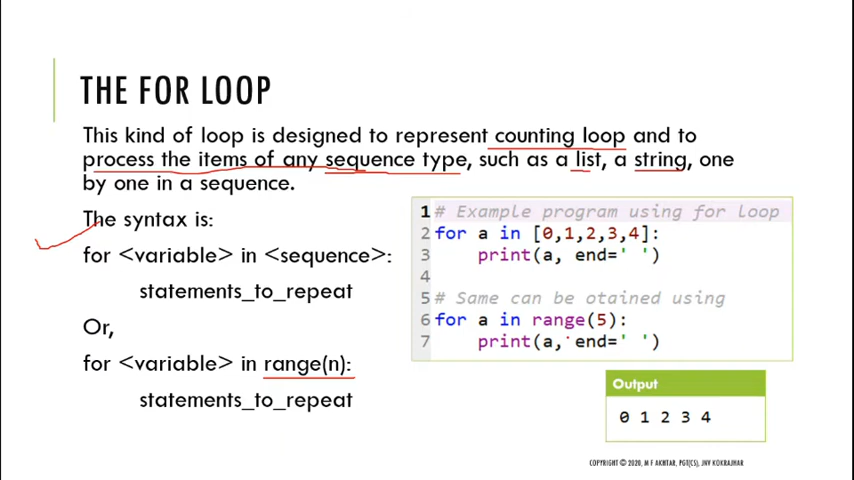 THE FOR LOOP
This kind of loop is designed to represent counting loop and to
process the items of any sequence type, such as a list, a string, one
by one in a sequence.
The syntax is:
for <variable> in <sequence>:
statements_to_repeat
Or,
for <variable> in range(n):
statements_to_repeat
1 # Example program using for loop
2 for a in [0,1,2,3,4]:
3     print(a, end=' ')
4
5 # Same can be otained using
6 for a in range(5):
7     print(a, end=' ')
Output
0 1 2 3 4
COPYRIGHT © 2020, M F AKHTAR, PGT(CS), JNV KOKRAJHAR